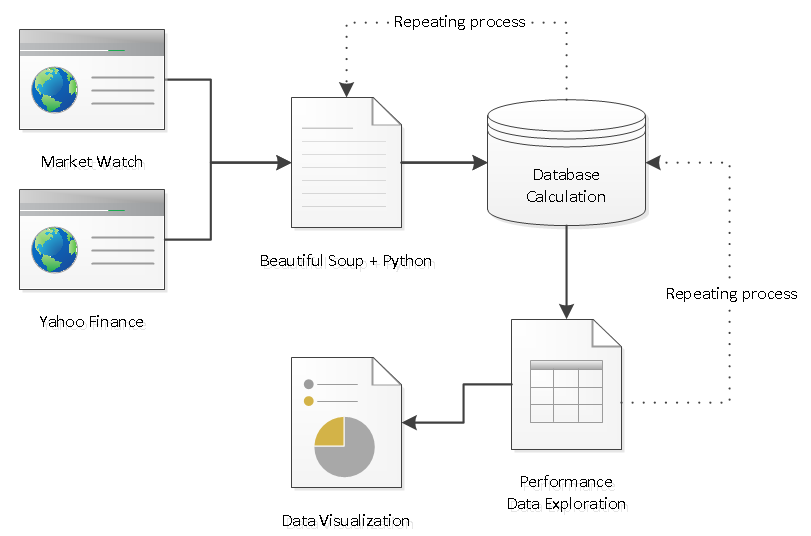 Repeating process
Market Watch
Database
Calculation
Beautiful Soup + Python
Repeating process
Yahoo Finance
Performance
Data Exploration
Data Visualization